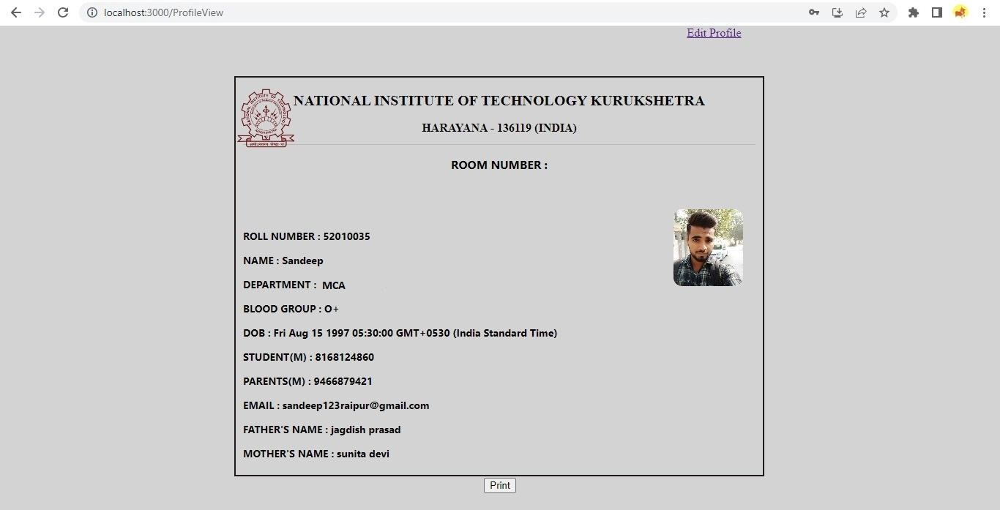 localhost:3000/ProfileView
Edit Profile
NATIONAL INSTITUTE OF TECHNOLOGY KURUKSHETRA
HARAYANA - 136119 (INDIA)
ROOM NUMBER :
ROLL NUMBER : 52010035
NAME : Sandeep
DEPARTMENT : MCA
BLOOD GROUP : O+
DOB : Fri Aug 15 1997 05:30:00 GMT+0530 (India Standard Time)
STUDENT(M) : 8168124860
PARENTS(M) : 9466879421
EMAIL : sandeep123raipur@gmail.com
FATHER'S NAME : jagdish prasad
MOTHER'S NAME : sunita devi
Print